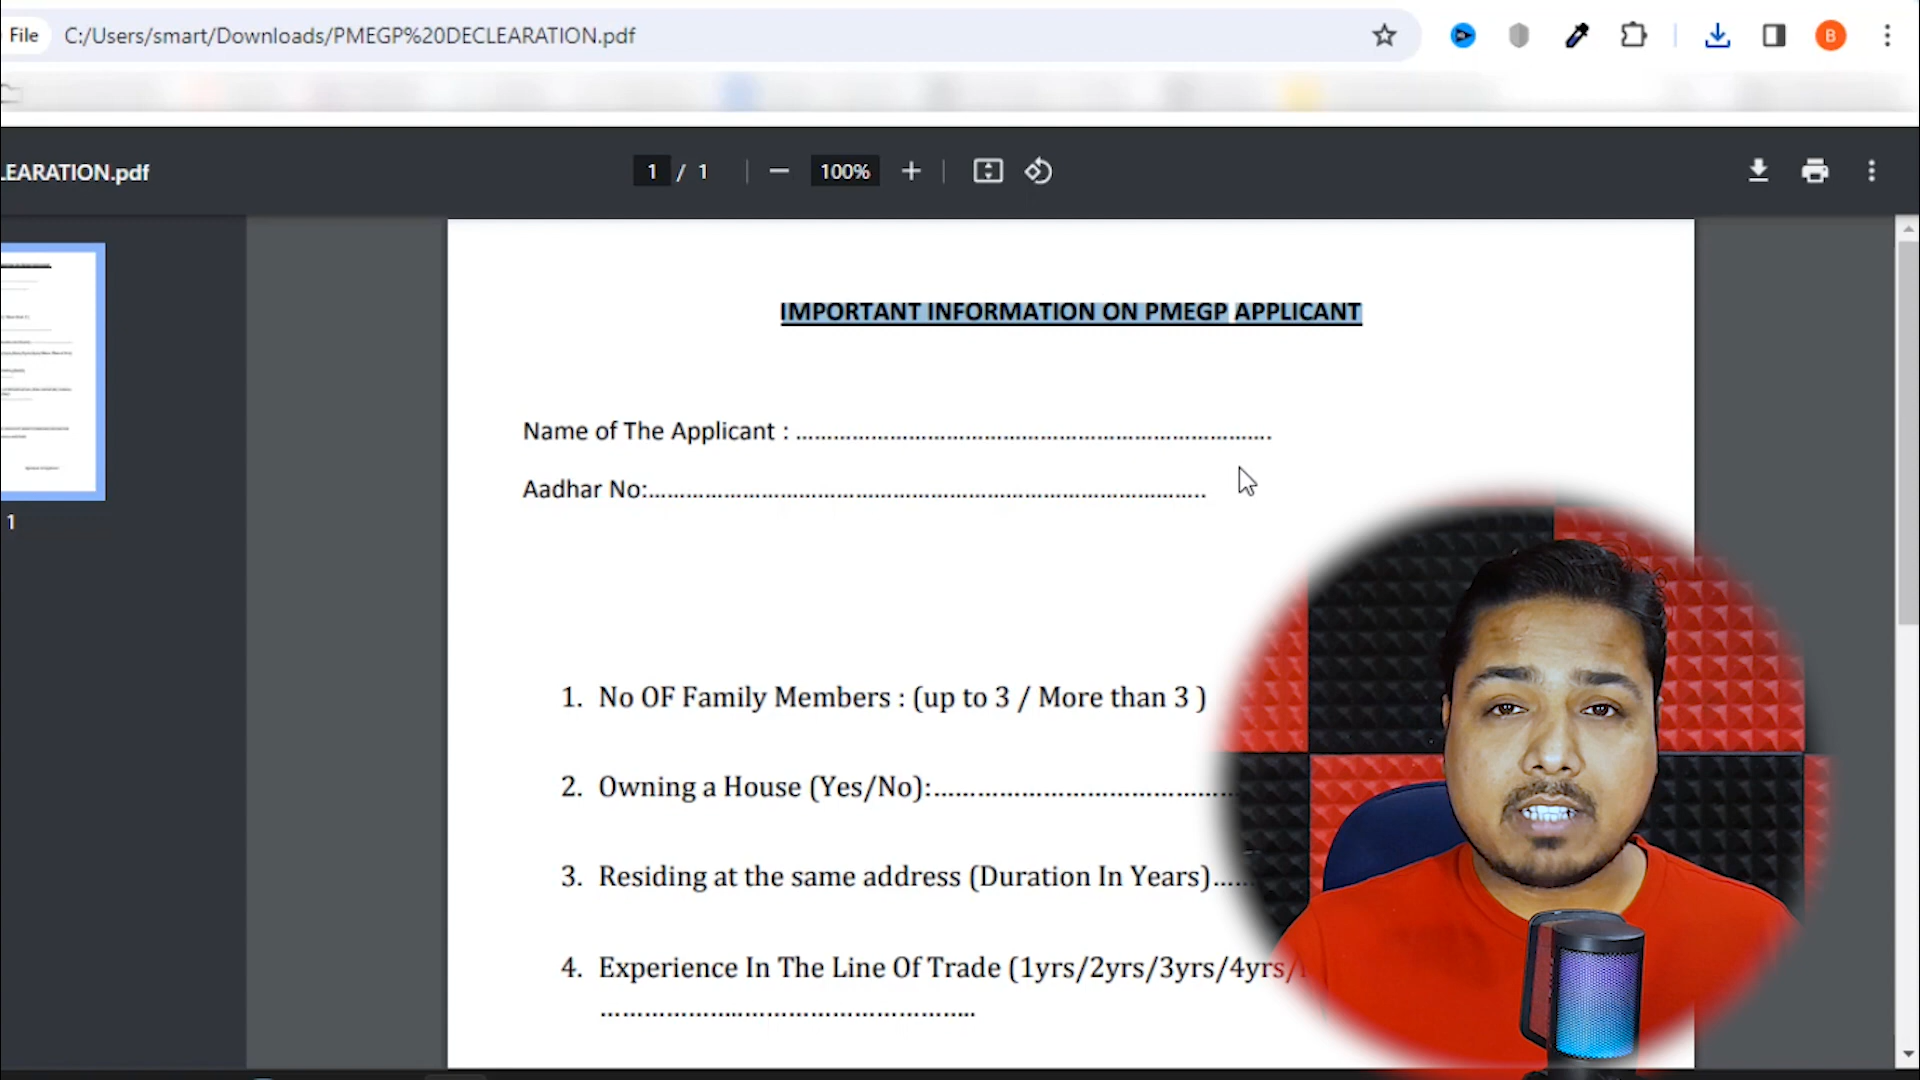 File C:/Users/smart/Downloads/PMEGP%20DECLEARATION.pdf
B
LEARATION.pdf 1 / 1 100%
IMPORTANT INFORMATION ON PMEGP APPLICANT
Name of The Applicant : ……………………………………………………………………
Aadhar No:………………………………………………………………………………..
1
1. No OF Family Members : (up to 3 / More than 3 )
2. Owning a House (Yes/No):……………………………………
3. Residing at the same address (Duration In Years)……
4. Experience In The Line Of Trade (1yrs/2yrs/3yrs/4yrs/
………………..…………………………..